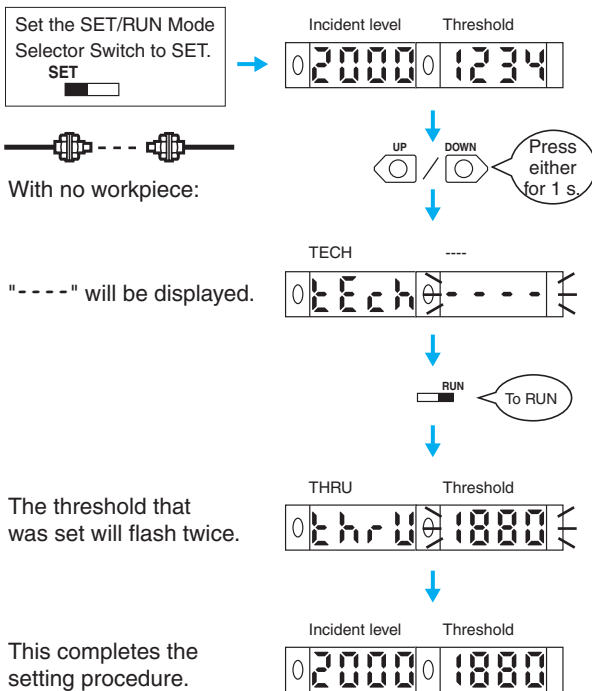 Set the SET/RUN Mode
Selector Switch to SET.
SET
Incident level Threshold
2000 1234
UP / DOWN
Press
either
for 1 s.
With no workpiece:
TECH ----
"----" will be displayed.
tEch ----
RUN
To RUN
THRU Threshold
The threshold that
was set will flash twice.
thrU 1880
Incident level Threshold
This completes the
setting procedure.
2000 1880